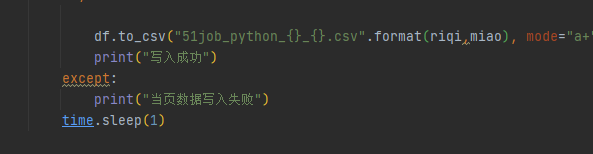 df.to_csv("51job_python_{}_{}.csv".format(riqi,miao), mode="a+"
print("写入成功")
except:
print("当页数据写入失败")
time.sleep(1)